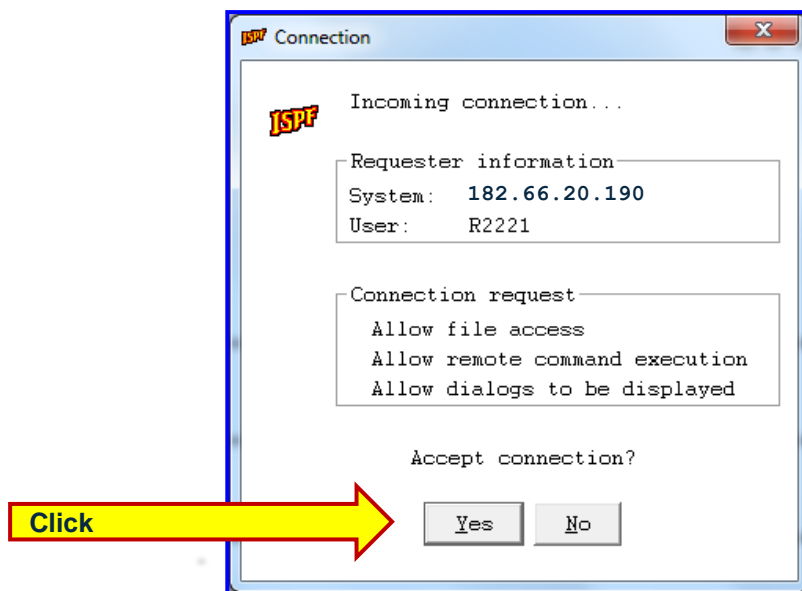 ISPF Connection
X
ISPF
Incoming connection...
Requester information
System: 182.66.20.190
User: R2221
Connection request
Allow file access
Allow remote command execution
Allow dialogs to be displayed
Accept connection?
Click
Yes No